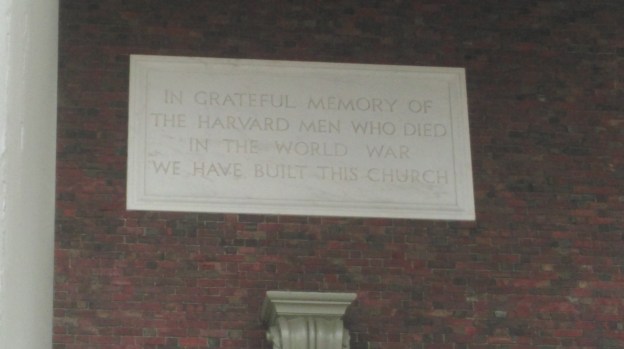 IN GRATEFUL MEMORY OF
THE HARVARD MEN WHO DIED
IN THE WORLD WAR
WE HAVE BUILT THIS CHURCH